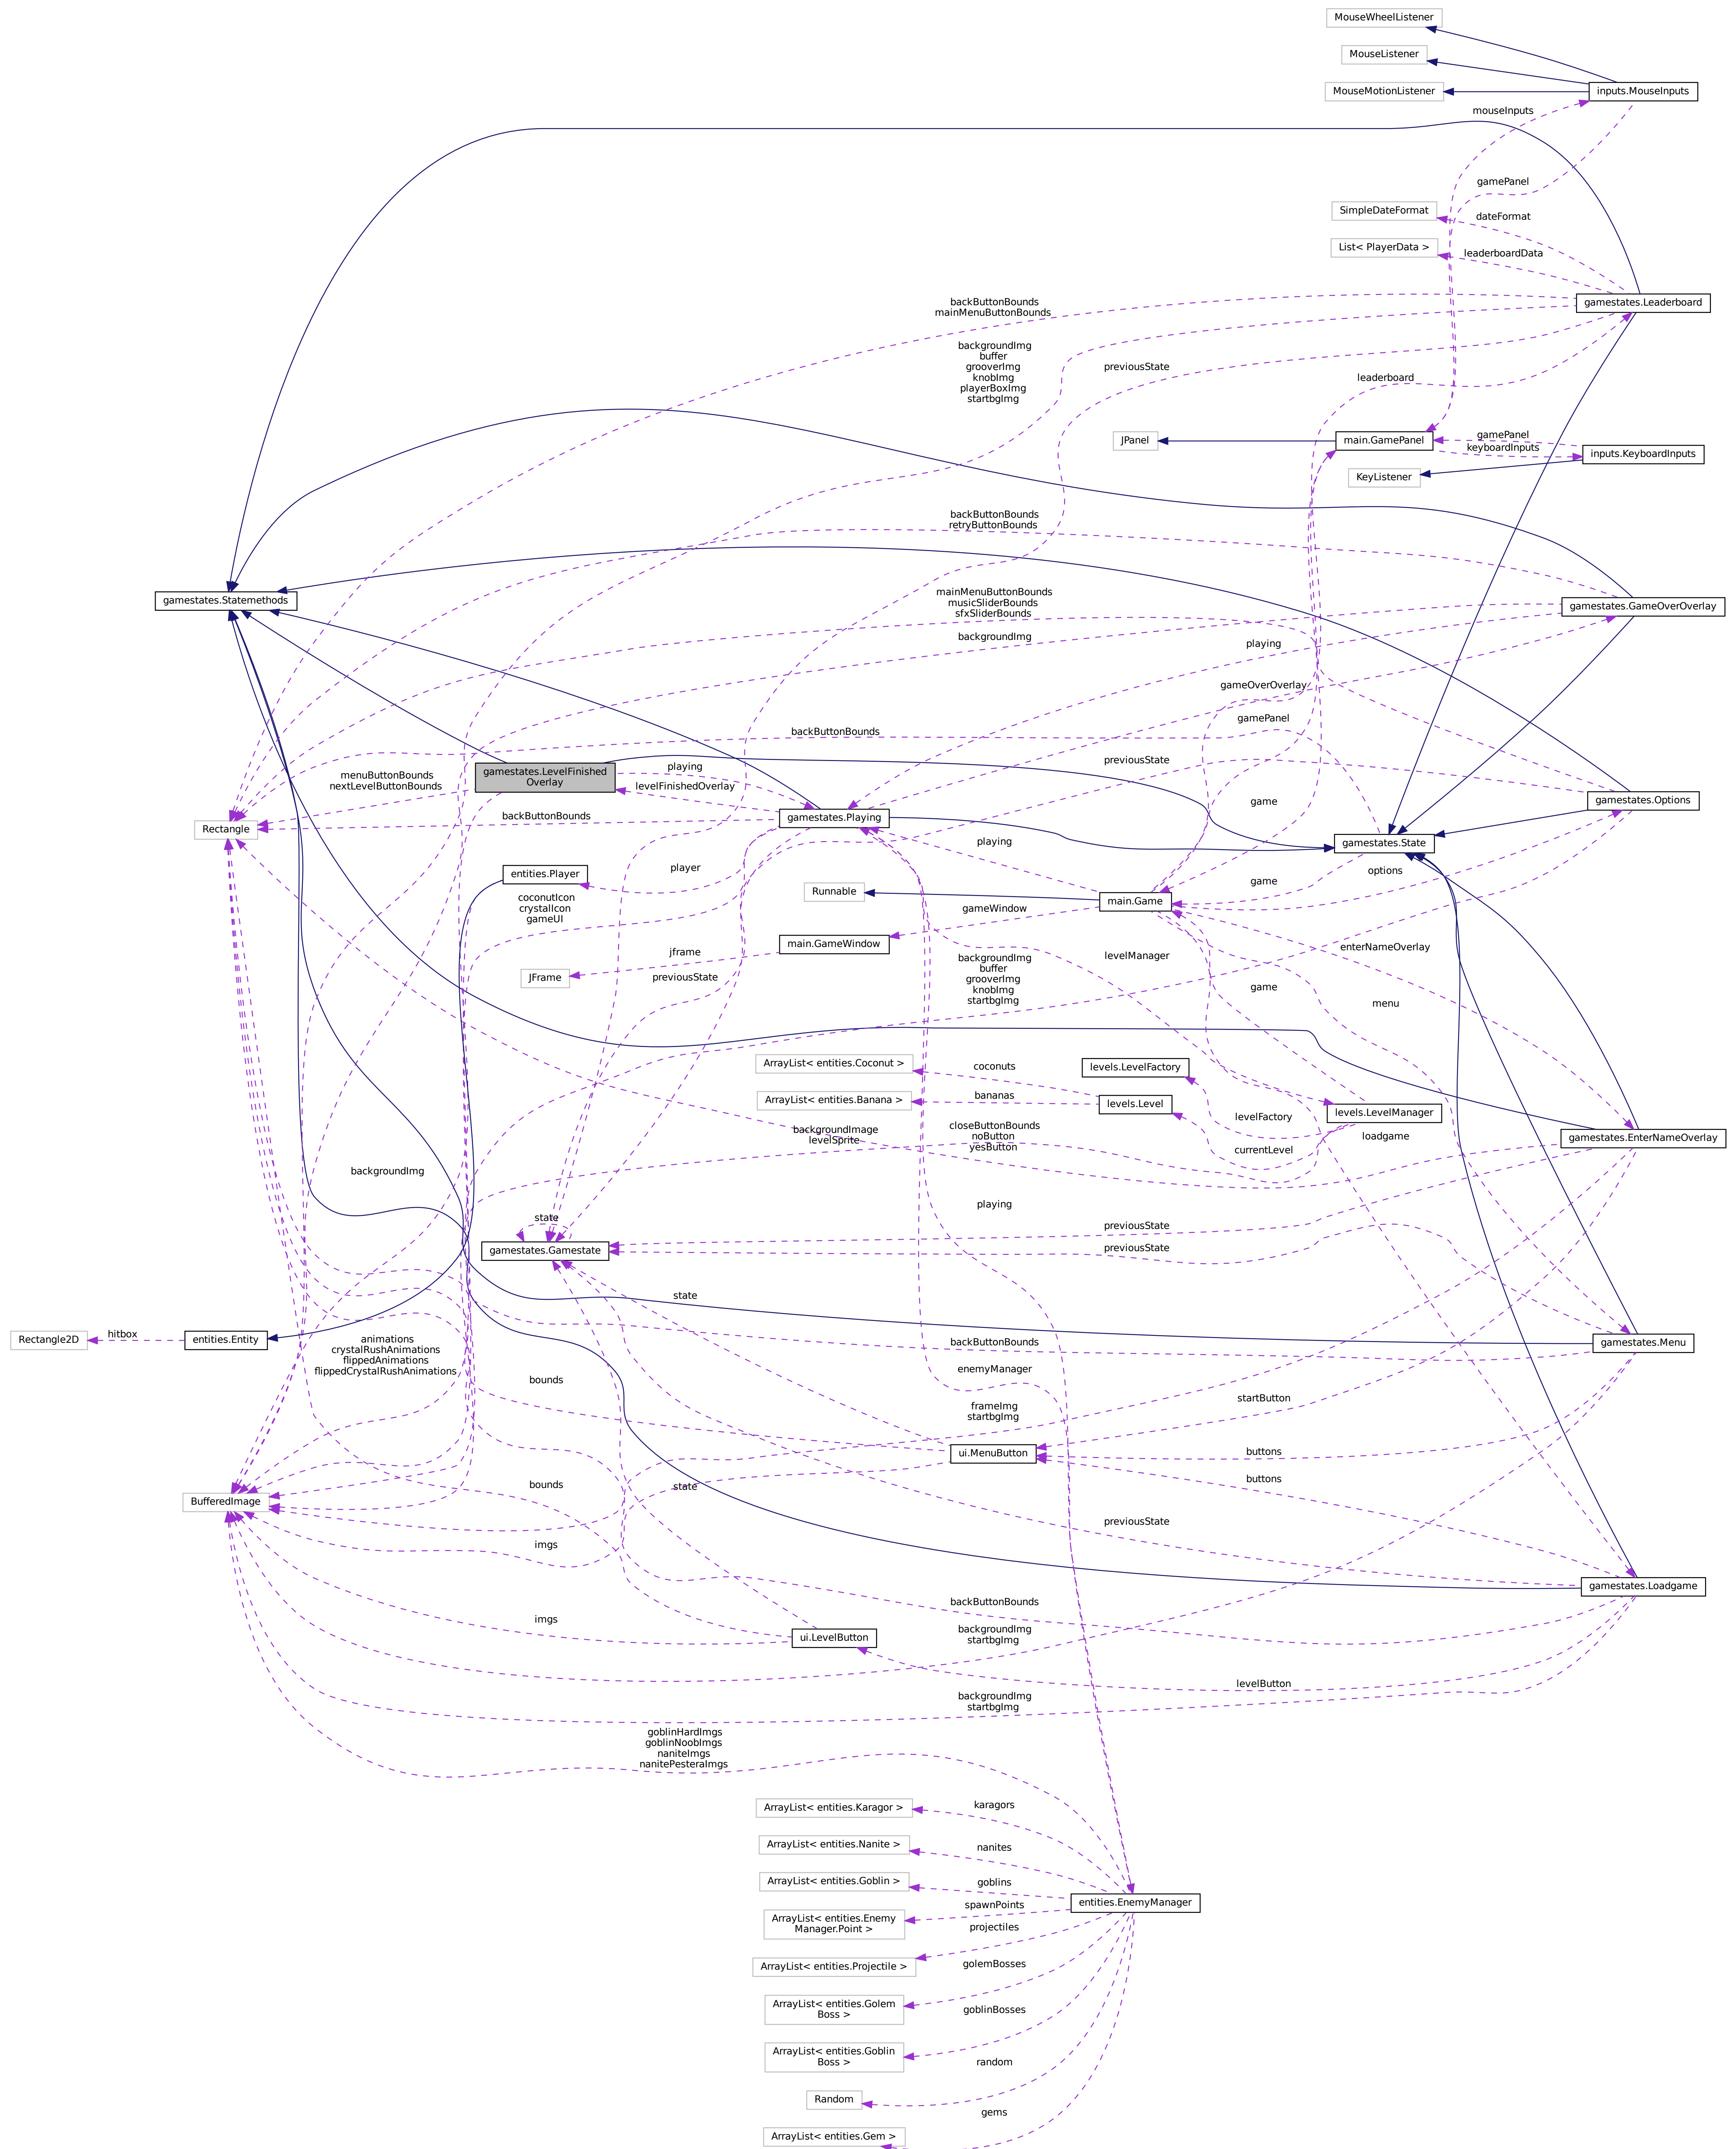 MouseWheelListener
MouseListener
MouseMotionListener
inputs.MouseInputs
mouseInputs
gamePanel
SimpleDateFormat
dateFormat
List< PlayerData >
leaderboardData
gamestates.Leaderboard
backButtonBounds
mainMenuButtonBounds
backgroundImg
buffer
grooverImg
knobImg
playerBoxImg
startbgImg
previousState
leaderboard
JPanel
main.GamePanel
gamePanel
keyboardInputs
inputs.KeyboardInputs
KeyListener
backButtonBounds
retryButtonBounds
gamestates.Statemethods
mainMenuButtonBounds
musicSliderBounds
sfxSliderBounds
gamestates.GameOverOverlay
backgroundImg
playing
gameOverOverlay
gamePanel
backButtonBounds
previousState
gamestates.LevelFinished
Overlay
playing
levelFinishedOverlay
menuButtonBounds
nextLevelButtonBounds
game
gamestates.Options
Rectangle
backButtonBounds
gamestates.Playing
playing
gamestates.State
entities.Player
player
Runnable
main.Game
game
options
coconutIcon
crystalIcon
gameUI
gameWindow
main.GameWindow
jframe
JFrame
previousState
enterNameOverlay
levelManager
backgroundImg
buffer
grooverImg
knobImg
startbgImg
game
menu
ArrayList< entities.Coconut >
coconuts
levels.LevelFactory
ArrayList< entities.Banana >
bananas
levels.Level
levels.LevelManager
levelFactory
loadgame
gamestates.EnterNameOverlay
backgroundImage
levelSprite
closeButtonBounds
noButton
yesButton
currentLevel
backgroundImg
playing
state
gamestates.Gamestate
previousState
previousState
state
Rectangle2D
hitbox
entities.Entity
animations
crystalRushAnimations
flippedAnimations
flippedCrystalRushAnimations
backButtonBounds
gamestates.Menu
enemyManager
bounds
frameImg
startbgImg
startButton
ui.MenuButton
buttons
bounds
state
buttons
BufferedImage
previousState
imgs
gamestates.Loadgame
backButtonBounds
imgs
ui.LevelButton
backgroundImg
startbgImg
levelButton
backgroundImg
startbgImg
goblinHardImgs
goblinNoobImgs
naniteImgs
nanitePesteraImgs
ArrayList< entities.Karagor >
karagors
ArrayList< entities.Nanite >
nanites
ArrayList< entities.Goblin >
goblins
entities.EnemyManager
ArrayList< entities.Enemy
Manager.Point >
spawnPoints
projectiles
ArrayList< entities.Projectile >
golemBosses
ArrayList< entities.Golem
Boss >
goblinBosses
ArrayList< entities.Goblin
Boss >
random
Random
gems
ArrayList< entities.Gem >